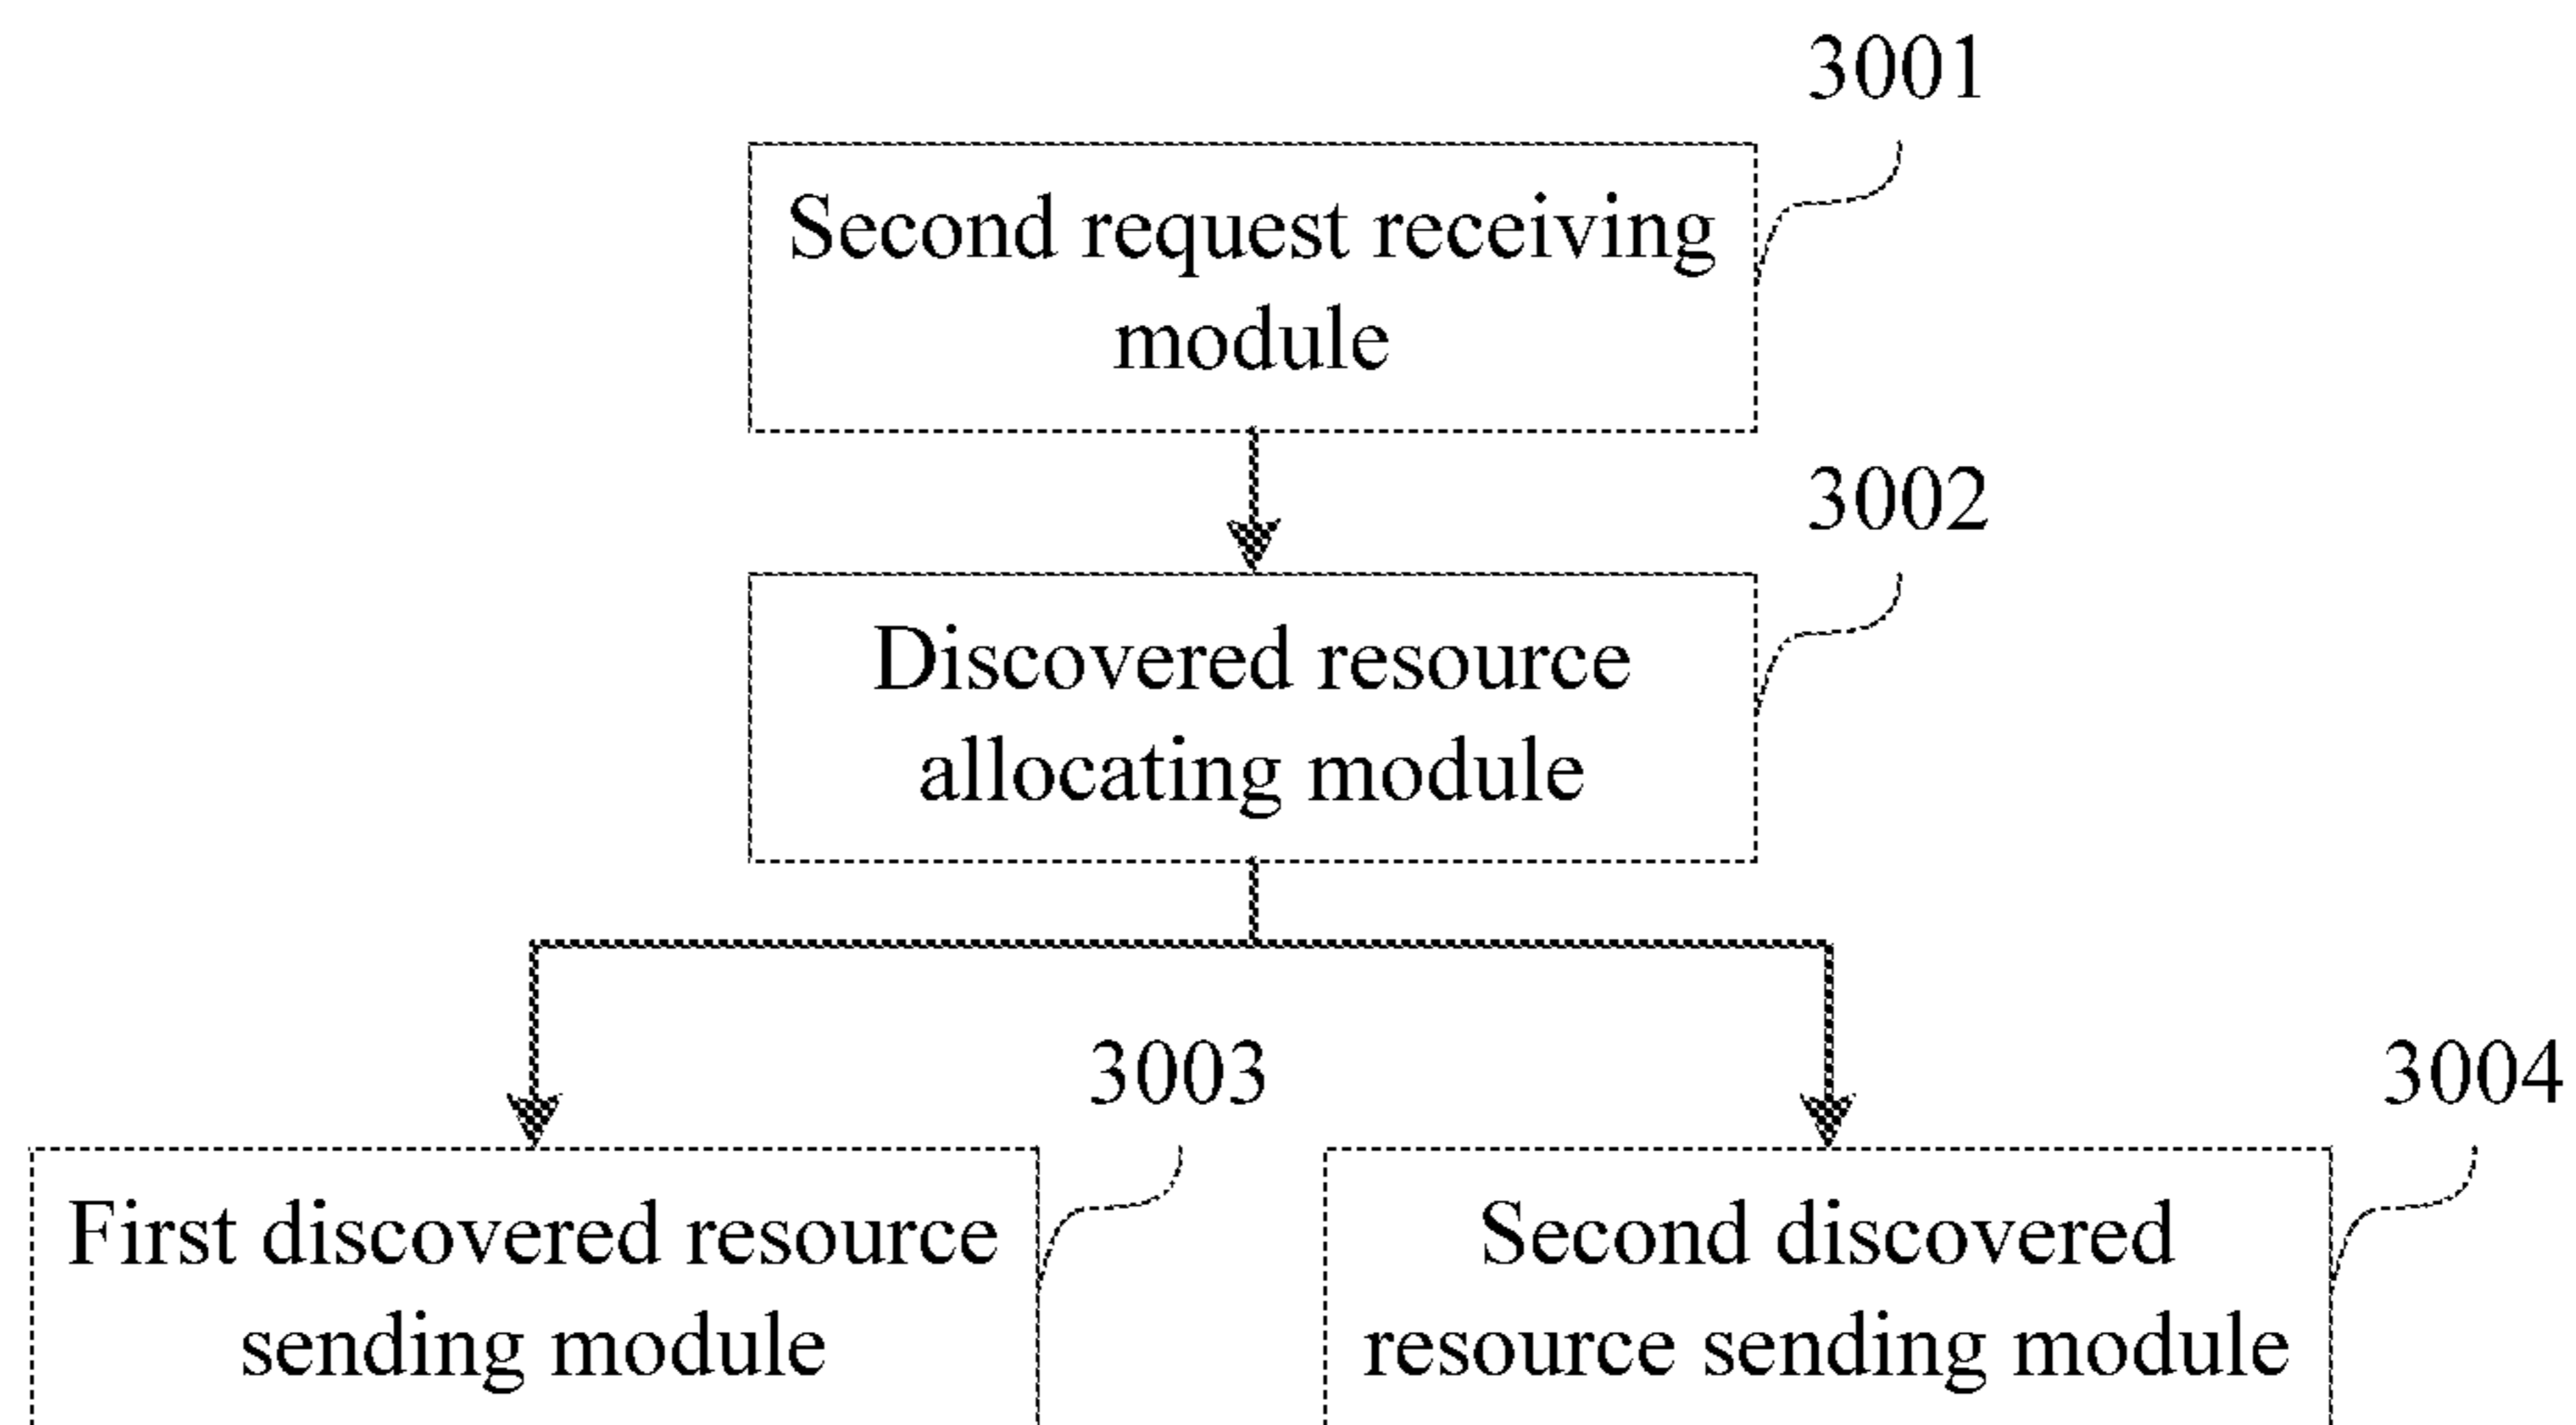 3001
Second request receiving
module
3002
Discovered resource
allocating module
3003
First discovered resource
sending module
3004
Second discovered
resource sending module